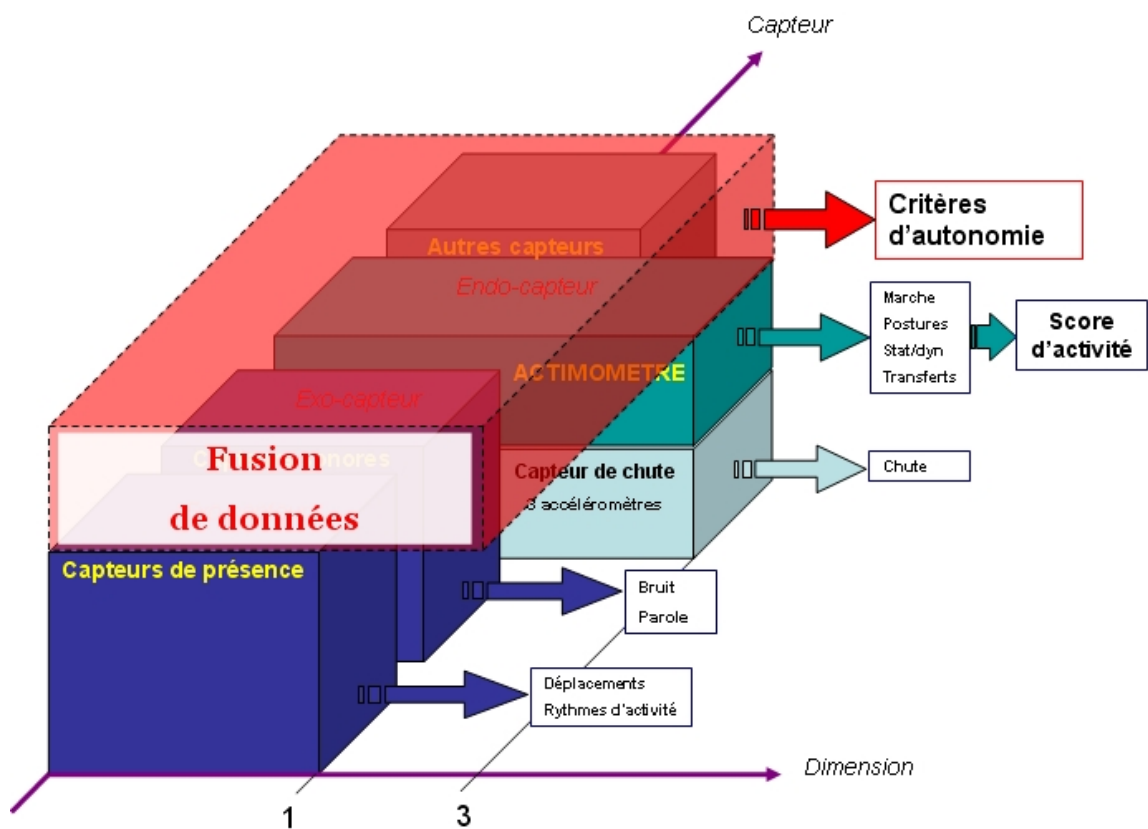 Capteur
Critères
d'autonomie
Autres capteurs
Endo-capteur
Marche
Postures
Stat/dyn
Transferts
Score
d'activité
ACTIMOMETRE
Exo-capteur
Fusion
de données
Capteur de chute
3 accéléromètres
Chute
Capteurs de présence
Bruit
Parole
Déplacements
Rythmes d'activité
Dimension
1
3